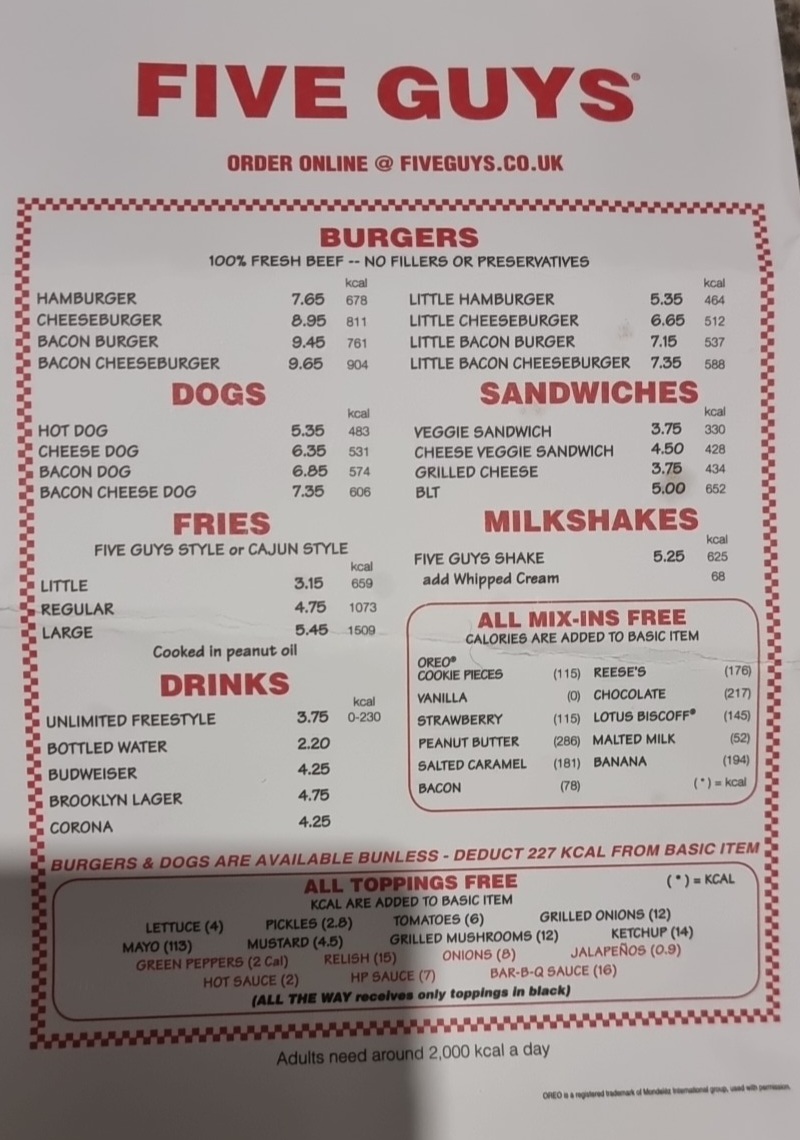 FIVE GUYS®
ORDER ONLINE @ FIVEGUYS.CO.UK
BURGERS
100% FRESH BEEF -- NO FILLERS OR PRESERVATIVES
kcal
HAMBURGER 7.65 678
CHEESEBURGER 8.95 811
BACON BURGER 9.45 761
BACON CHEESEBURGER 9.65 904
kcal
LITTLE HAMBURGER 5.35 464
LITTLE CHEESEBURGER 6.65 512
LITTLE BACON BURGER 7.15 537
LITTLE BACON CHEESEBURGER 7.35 588
DOGS
kcal
HOT DOG 5.35 483
CHEESE DOG 6.35 531
BACON DOG 6.85 574
BACON CHEESE DOG 7.35 606
SANDWICHES
kcal
VEGGIE SANDWICH 3.75 330
CHEESE VEGGIE SANDWICH 4.50 428
GRILLED CHEESE 3.75 434
BLT 5.00 652
FRIES
FIVE GUYS STYLE or CAJUN STYLE
kcal
LITTLE 3.15 659
REGULAR 4.75 1073
LARGE 5.45 1509
Cooked in peanut oil
MILKSHAKES
kcal
FIVE GUYS SHAKE 5.25 625
add Whipped Cream 68
ALL MIX-INS FREE
CALORIES ARE ADDED TO BASIC ITEM
OREO®
COOKIE PIECES (115) REESE'S (176)
VANILLA (0) CHOCOLATE (217)
STRAWBERRY (115) LOTUS BISCOFF® (145)
PEANUT BUTTER (286) MALTED MILK (52)
SALTED CARAMEL (181) BANANA (194)
BACON (78) (*) = kcal
DRINKS
kcal
UNLIMITED FREESTYLE 3.75 0-230
BOTTLED WATER 2.20
BUDWEISER 4.25
BROOKLYN LAGER 4.75
CORONA 4.25
BURGERS & DOGS ARE AVAILABLE BUNLESS - DEDUCT 227 KCAL FROM BASIC ITEM
ALL TOPPINGS FREE (*) = KCAL
KCAL ARE ADDED TO BASIC ITEM
LETTUCE (4) PICKLES (2.8) TOMATOES (6) GRILLED ONIONS (12)
MAYO (113) MUSTARD (4.5) GRILLED MUSHROOMS (12) KETCHUP (14)
GREEN PEPPERS (2 Cal) RELISH (15) ONIONS (8) JALAPEÑOS (0.9)
HOT SAUCE (2) HP SAUCE (7) BAR-B-Q SAUCE (16)
(ALL THE WAY receives only toppings in black)
Adults need around 2,000 kcal a day
OREO is a registered trademark of Mondelēz International group, used with permission.